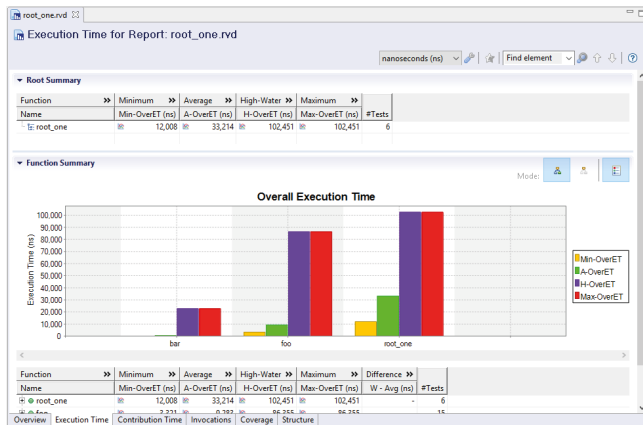 root_one.rvd
Execution Time for Report: root_one.rvd
nanoseconds (ns) Find element
Root Summary
Function Minimum Average High-Water Maximum
Name Min-OverET (ns) A-OverET (ns) H-OverET (ns) Max-OverET (ns) #Tests
root_one 12,008 33,214 102,451 102,451 6
Function Summary
Mode:
Overall Execution Time
Execution Time (ns)
100,000
90,000
80,000
70,000
60,000
50,000
40,000
30,000
20,000
10,000
0
bar foo root_one
Min-OverET
A-OverET
H-OverET
Max-OverET
Function Minimum Average High-Water Maximum Difference
Name Min-OverET (ns) A-OverET (ns) H-OverET (ns) Max-OverET (ns) W - Avg (ns) #Tests
root_one 12,008 33,214 102,451 102,451 - 6
Overview Execution Time Contribution Time Invocations Coverage Structure